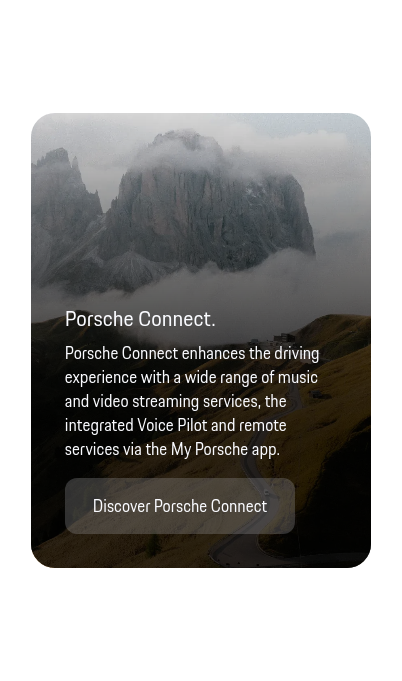 Porsche Connect.
Porsche Connect enhances the driving
experience with a wide range of music
and video streaming services, the
integrated Voice Pilot and remote
services via the My Porsche app.
Discover Porsche Connect